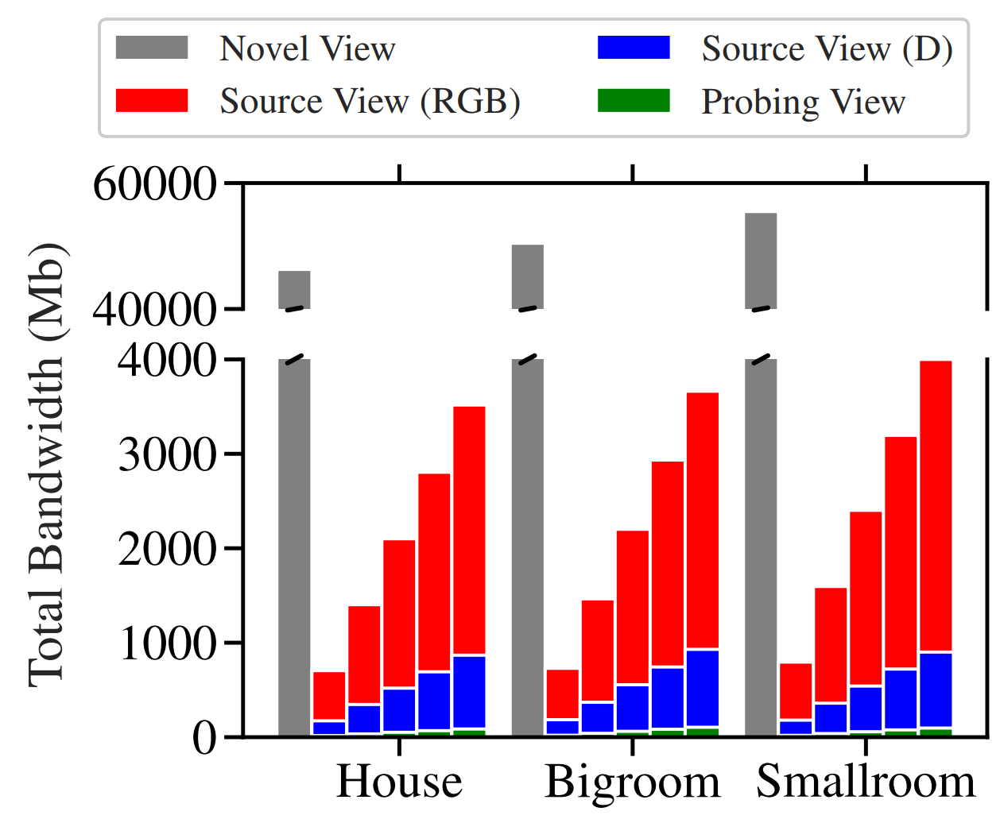 Novel View
Source View (RGB)
Source View (D)
Probing View
Total Bandwidth (Mb)
60000
40000
4000
3000
2000
1000
0
House
Bigroom
Smallroom